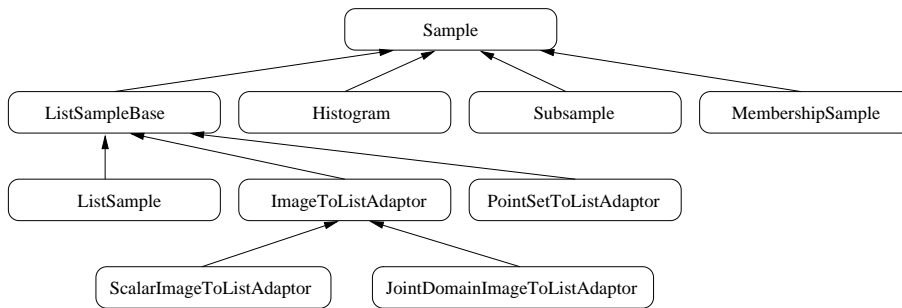 Sample
ListSampleBase
Histogram
Subsample
MembershipSample
ListSample
ImageToListAdaptor
PointSetToListAdaptor
ScalarImageToListAdaptor
JointDomainImageToListAdaptor